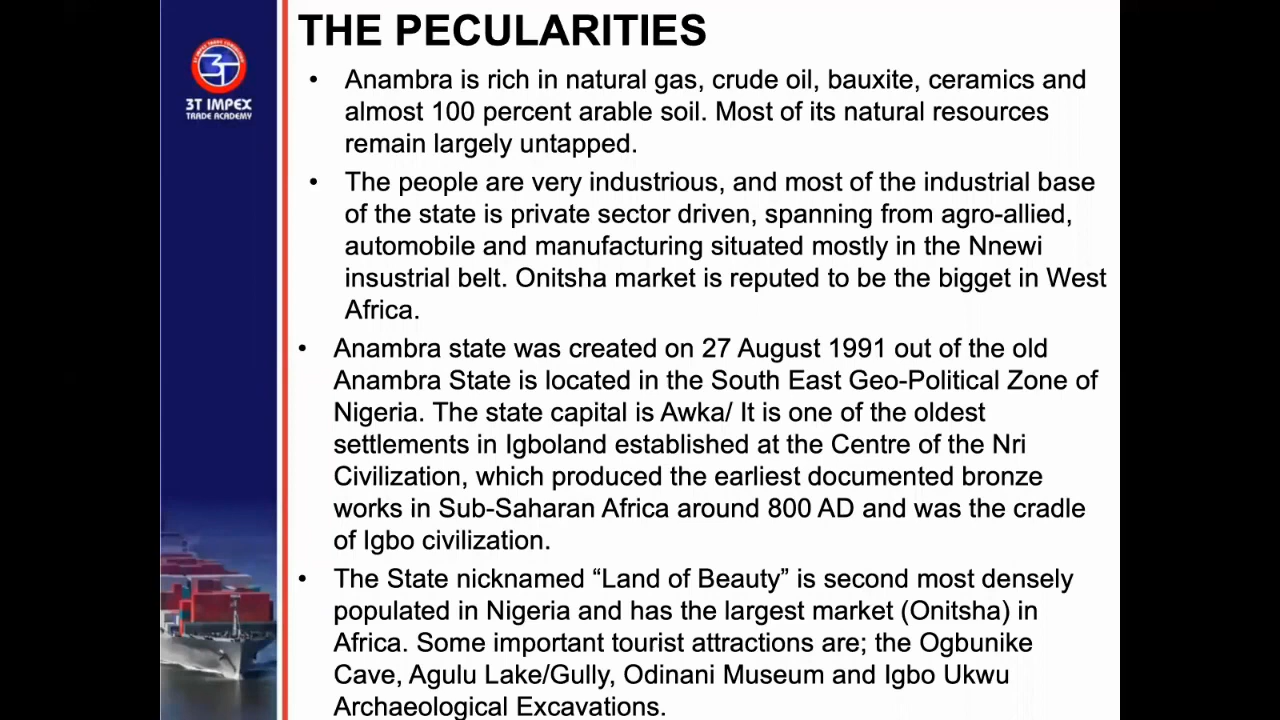 THE PECULARITIES
3T IMPEX
TRADE ACADEMY
• Anambra is rich in natural gas, crude oil, bauxite, ceramics and
almost 100 percent arable soil. Most of its natural resources
remain largely untapped.
• The people are very industrious, and most of the industrial base
of the state is private sector driven, spanning from agro-allied,
automobile and manufacturing situated mostly in the Nnewi
insustrial belt. Onitsha market is reputed to be the bigget in West
Africa.
• Anambra state was created on 27 August 1991 out of the old
Anambra State is located in the South East Geo-Political Zone of
Nigeria. The state capital is Awka/ It is one of the oldest
settlements in Igboland established at the Centre of the Nri
Civilization, which produced the earliest documented bronze
works in Sub-Saharan Africa around 800 AD and was the cradle
of Igbo civilization.
• The State nicknamed “Land of Beauty” is second most densely
populated in Nigeria and has the largest market (Onitsha) in
Africa. Some important tourist attractions are; the Ogbunike
Cave, Agulu Lake/Gully, Odinani Museum and Igbo Ukwu
Archaeological Excavations.